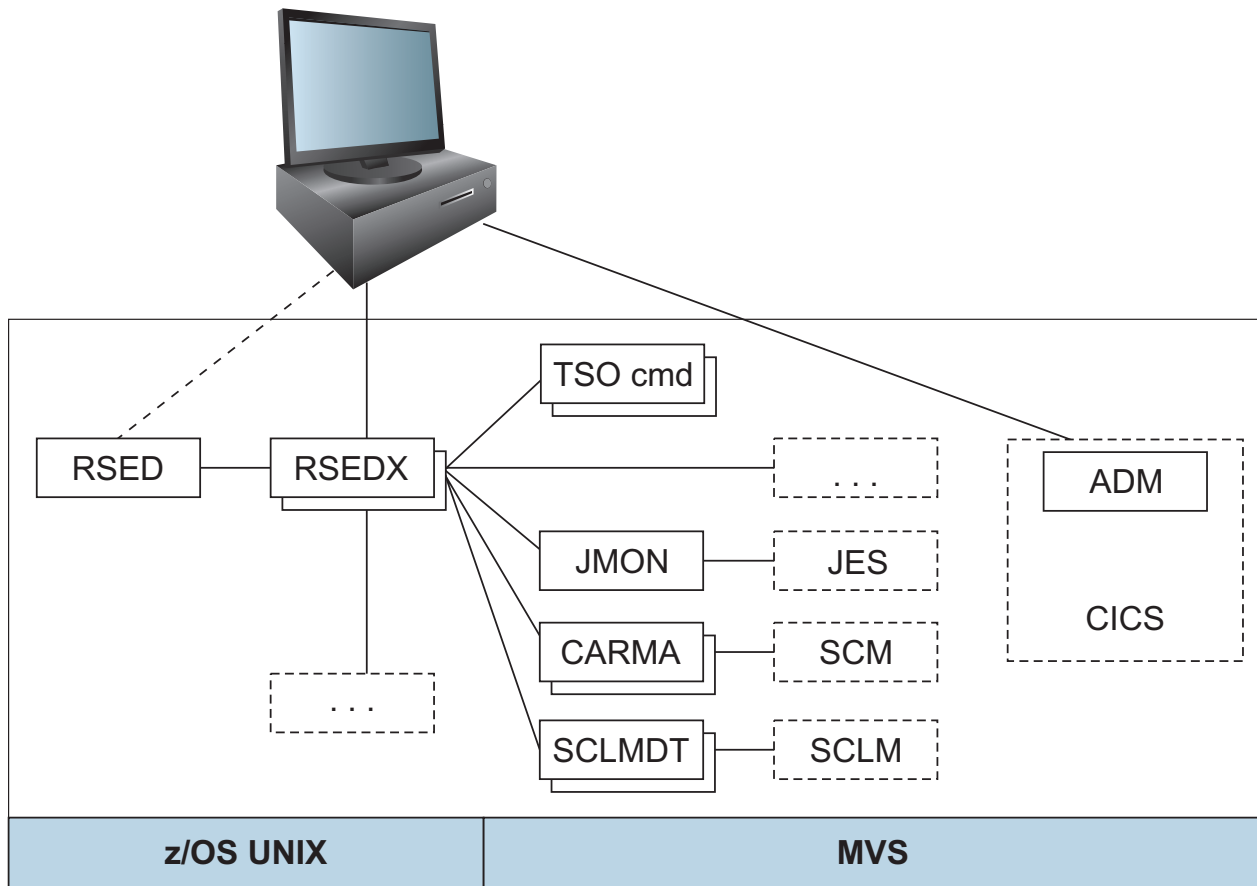 TSO cmd
RSED
RSEDX
. . .
ADM
JMON
JES
CICS
CARMA
SCM
. . .
SCLMDT
SCLM
z/OS UNIX
MVS